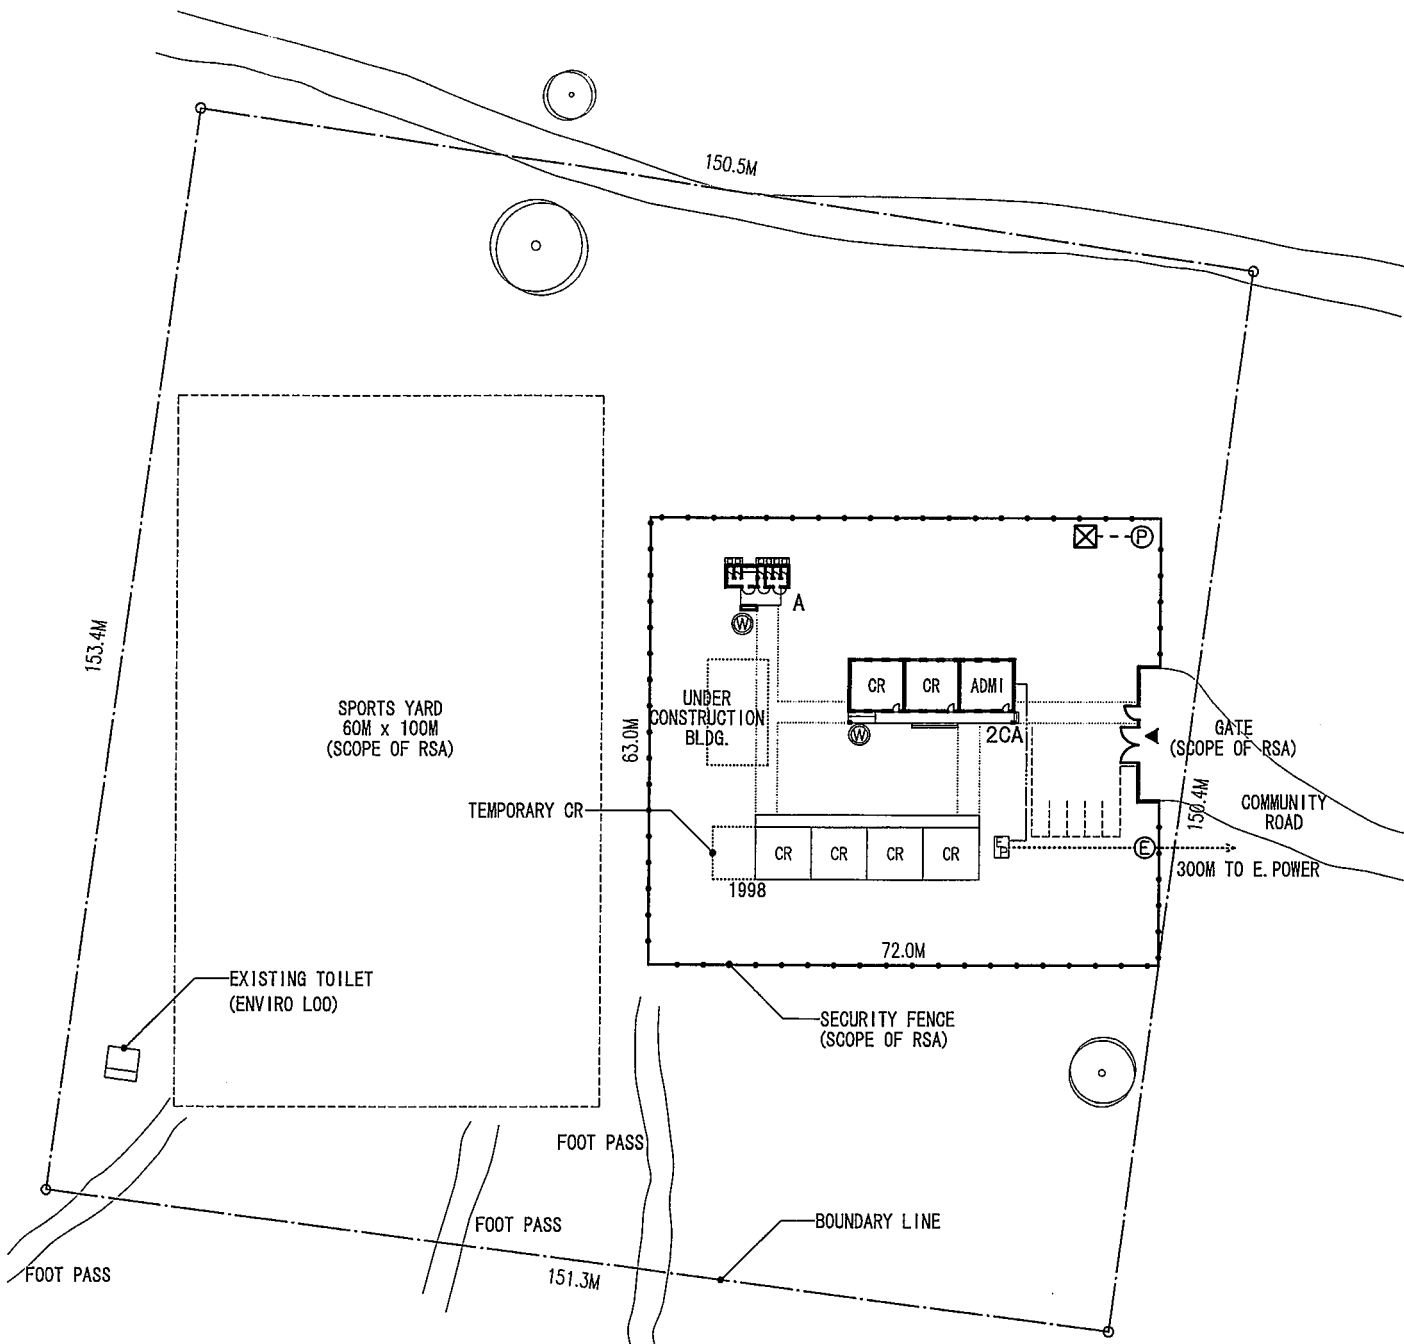 150.5M
153.4M
P
A
W
SPORTS YARD
60M x 100M
(SCOPE OF RSA)
63.0M
UNDER
CONSTRUCTION
BLDG.
CR
CR
ADMI
W
2CA
GATE
(SCOPE OF RSA)
150.4M
COMMUNITY
ROAD
TEMPORARY CR
CR
CR
CR
CR
E
P
E
300M TO E.POWER
1998
72.0M
EXISTING TOILET
(ENVIRO LOO)
SECURITY FENCE
(SCOPE OF RSA)
FOOT PASS
FOOT PASS
BOUNDARY LINE
FOOT PASS
151.3M